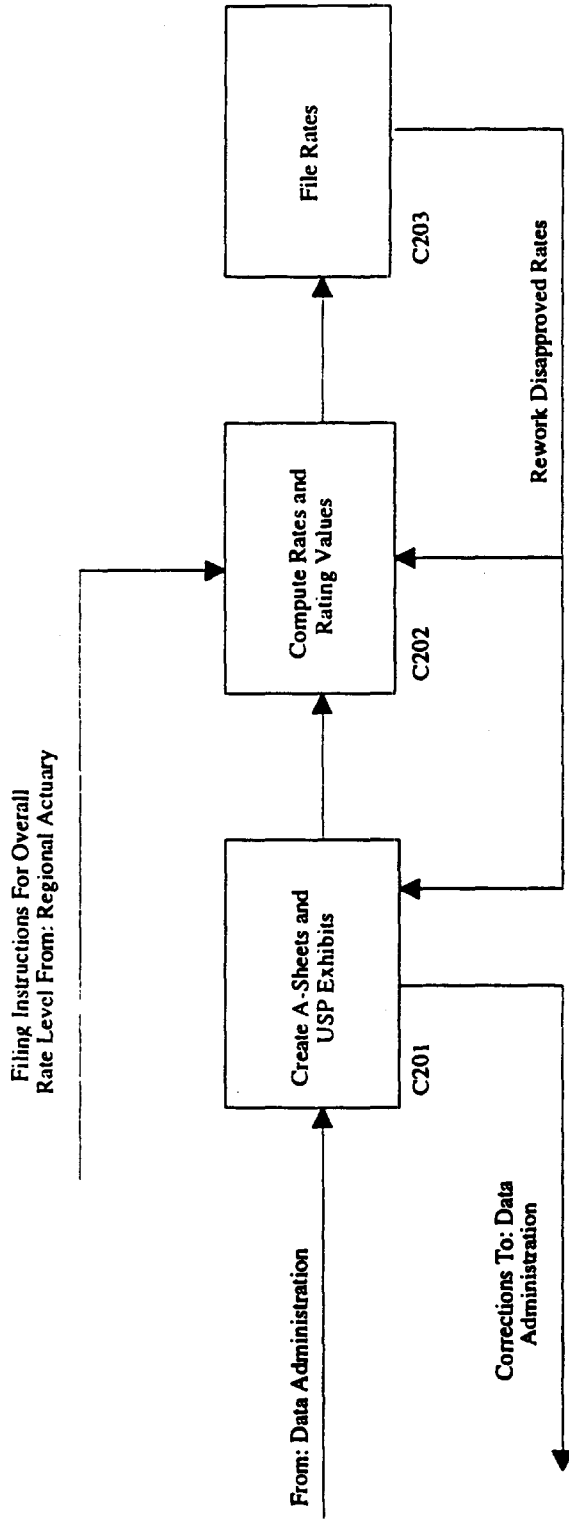 Filing Instructions For Overall
Rate Level From: Regional Actuary
From: Data Administration
Create A-Sheets and
USP Exhibits
C201
Compute Rates and
Rating Values
C202
File Rates
C203
Corrections To: Data
Administration
Rework Disapproved Rates